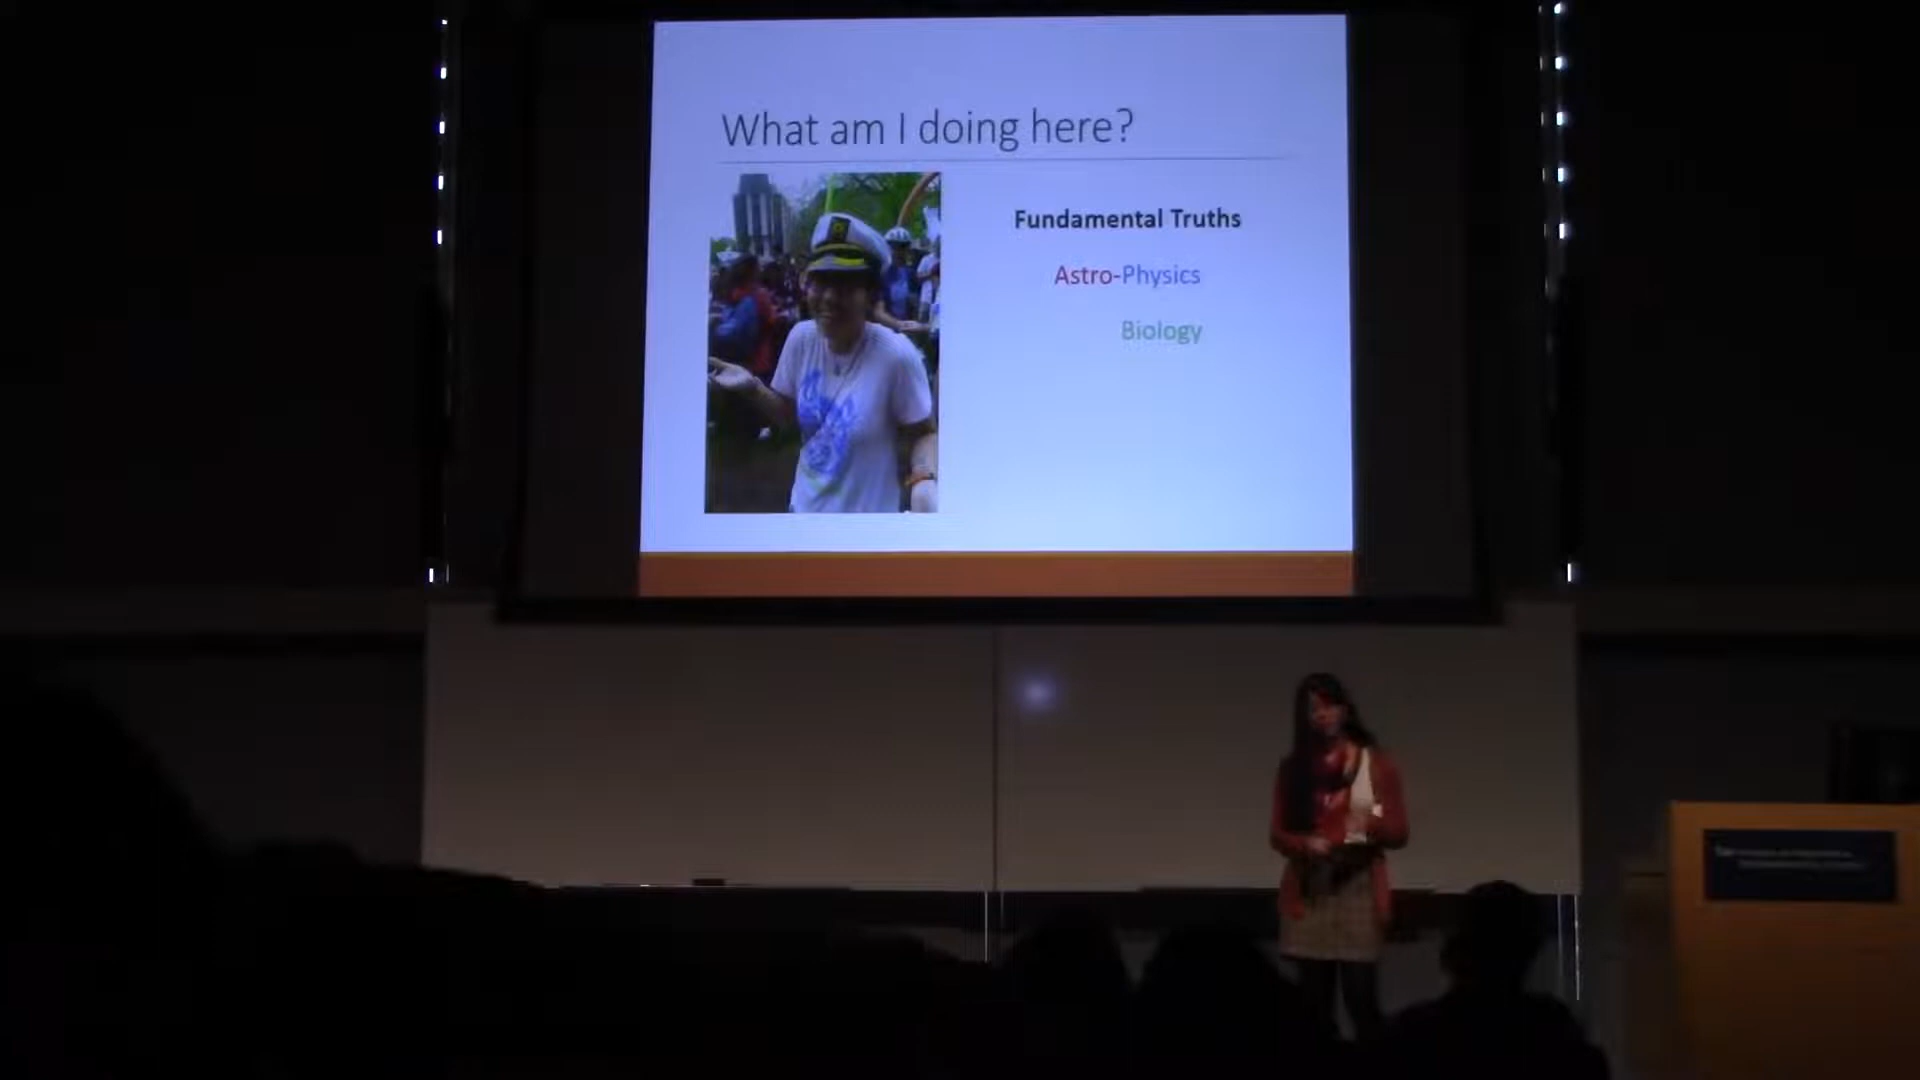 What am I doing here?
Fundamental Truths
Astro-Physics
Biology